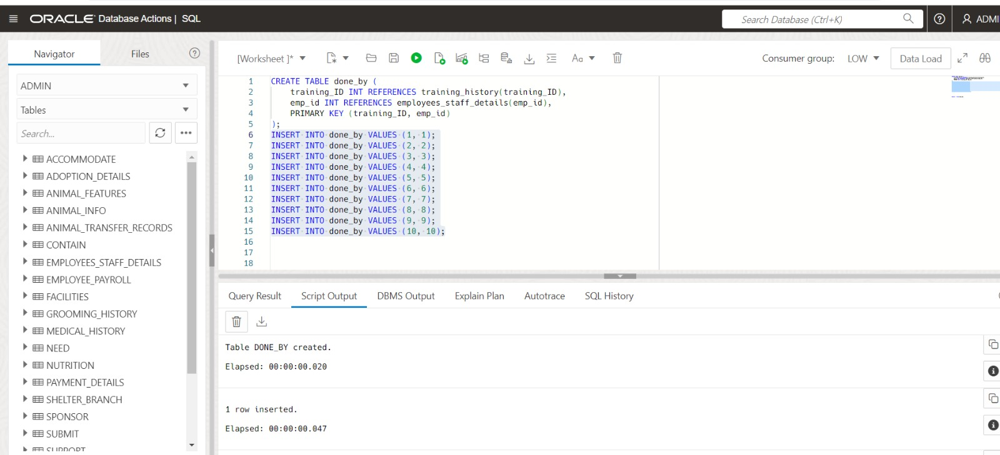 ORACLE Database Actions | SQL
Search Database (Ctrl+K)
ADMI
Navigator
Files
ADMIN
Tables
Search...
ACCOMMODATE
ADOPTION_DETAILS
ANIMAL_FEATURES
ANIMAL_INFO
ANIMAL_TRANSFER_RECORDS
CONTAIN
EMPLOYEES_STAFF_DETAILS
EMPLOYEE_PAYROLL
FACILITIES
GROOMING_HISTORY
MEDICAL_HISTORY
NEED
NUTRITION
PAYMENT_DETAILS
SHELTER_BRANCH
SPONSOR
SUBMIT
SUPPORT
[Worksheet ]*
Aa
Consumer group: LOW
Data Load
1 CREATE TABLE done_by (
2 training_ID INT REFERENCES training_history(training_ID),
3 emp_id INT REFERENCES employees_staff_details(emp_id),
4 PRIMARY KEY (training_ID, emp_id)
5 );
6 INSERT INTO done_by VALUES (1, 1);
7 INSERT INTO done_by VALUES (2, 2);
8 INSERT INTO done_by VALUES (3, 3);
9 INSERT INTO done_by VALUES (4, 4);
10 INSERT INTO done_by VALUES (5, 5);
11 INSERT INTO done_by VALUES (6, 6);
12 INSERT INTO done_by VALUES (7, 7);
13 INSERT INTO done_by VALUES (8, 8);
14 INSERT INTO done_by VALUES (9, 9);
15 INSERT INTO done_by VALUES (10, 10);
16
17
18
Query Result
Script Output
DBMS Output
Explain Plan
Autotrace
SQL History
Table DONE_BY created.
Elapsed: 00:00:00.020
1 row inserted.
Elapsed: 00:00:00.047